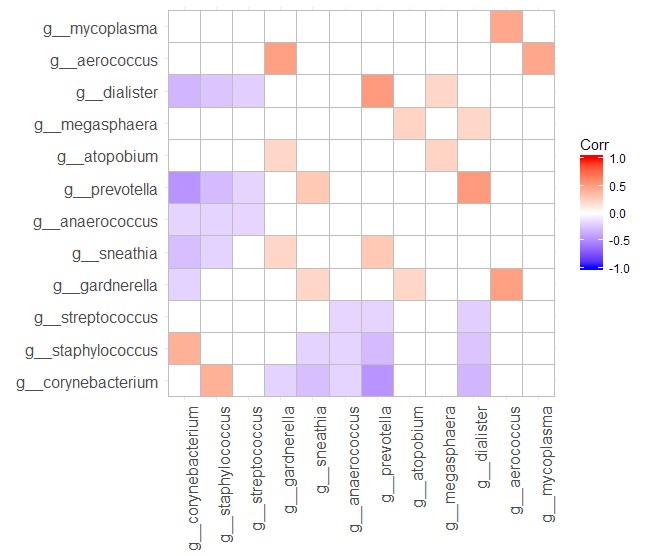 g__mycoplasma
g__aerococcus
g__dialister
g__megasphaera
g__atopobium
g__prevotella
g__anaerococcus
g__sneathia
g__gardnerella
g__streptococcus
g__staphylococcus
g__corynebacterium
Corr
1.0
0.5
0.0
-0.5
-1.0
g__corynebacterium
g__staphylococcus
g__streptococcus
g__gardnerella
g__sneathia
g__anaerococcus
g__prevotella
g__atopobium
g__megasphaera
g__dialister
g__aerococcus
g__mycoplasma